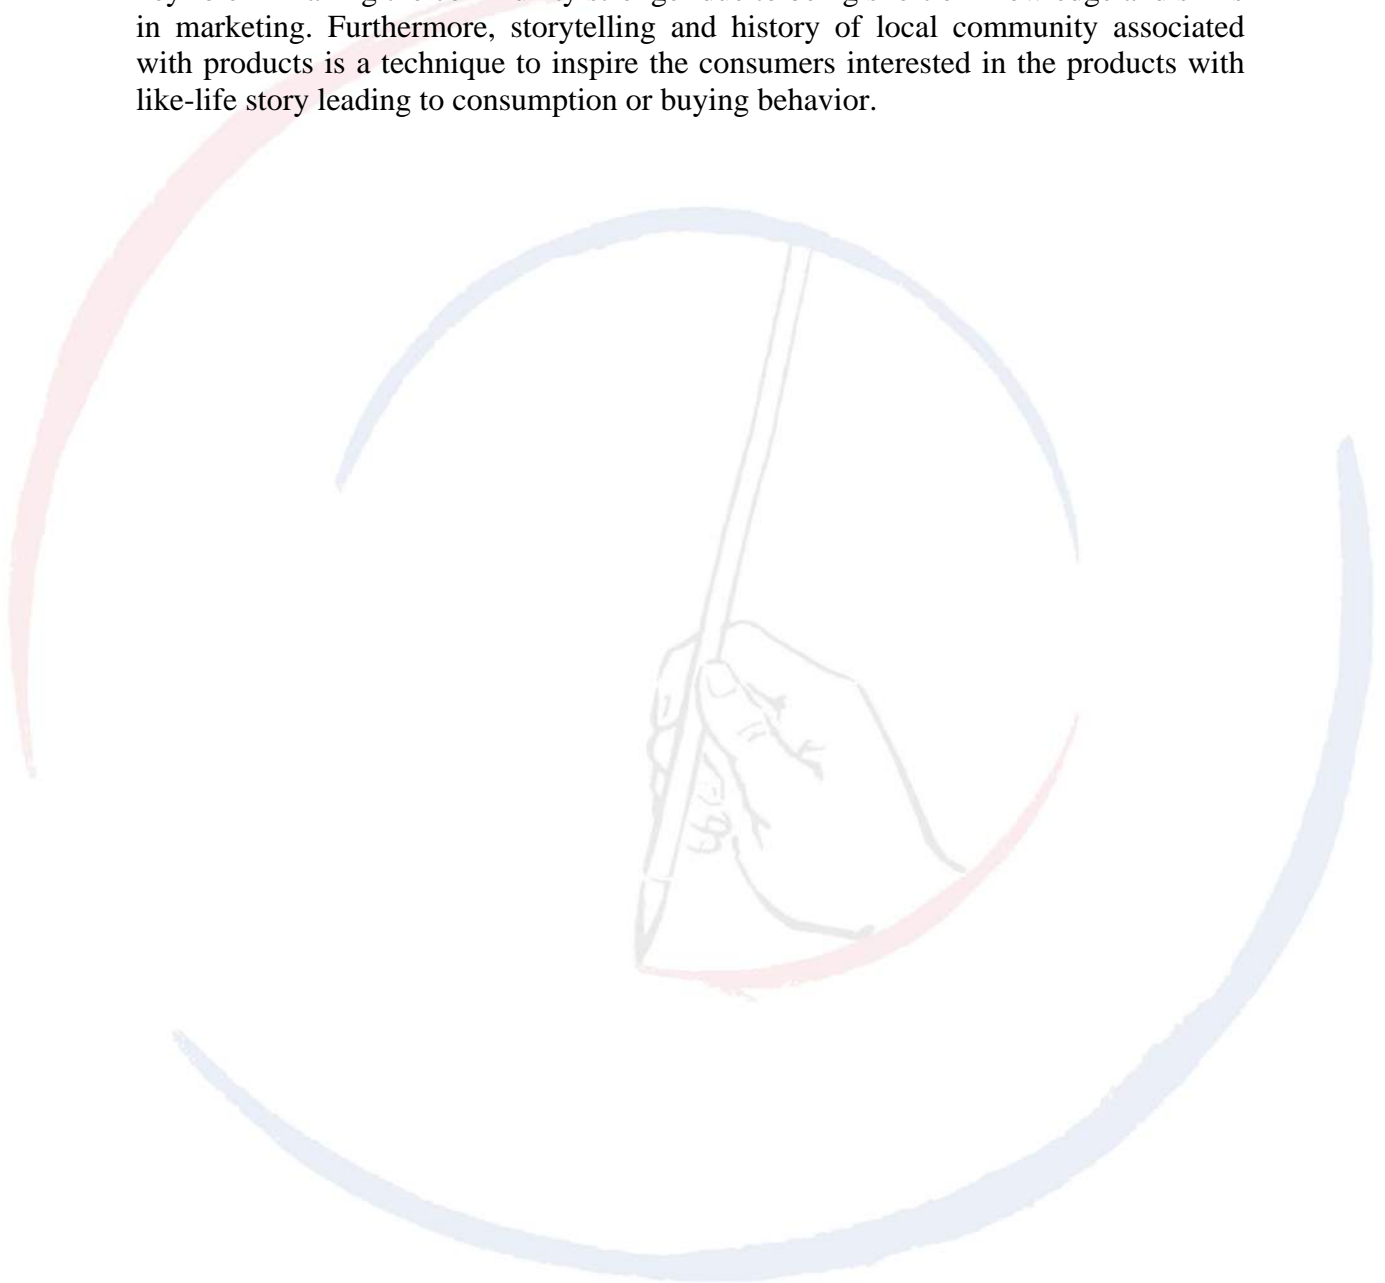 in marketing. Furthermore, storytelling and history of local community associated
with products is a technique to inspire the consumers interested in the products with
like-life story leading to consumption or buying behavior.